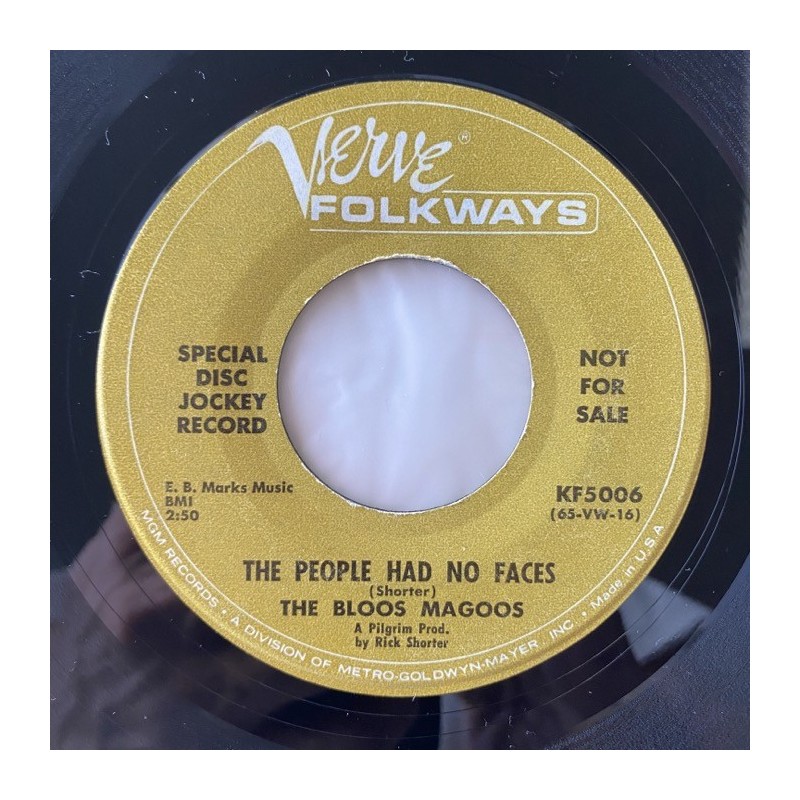 Verve®
FOLKWAYS
SPECIAL
DISC
JOCKEY
RECORD
NOT
FOR
SALE
E. B. Marks Music
BMI
2:50
KF5006
(65-VW-16)
THE PEOPLE HAD NO FACES
(Shorter)
THE BLOOS MAGOOS
A Pilgrim Prod.
by Rick Shorter
MGM RECORDS • A DIVISION OF METRO-GOLDWYN-MAYER, INC. • Made in U.S.A